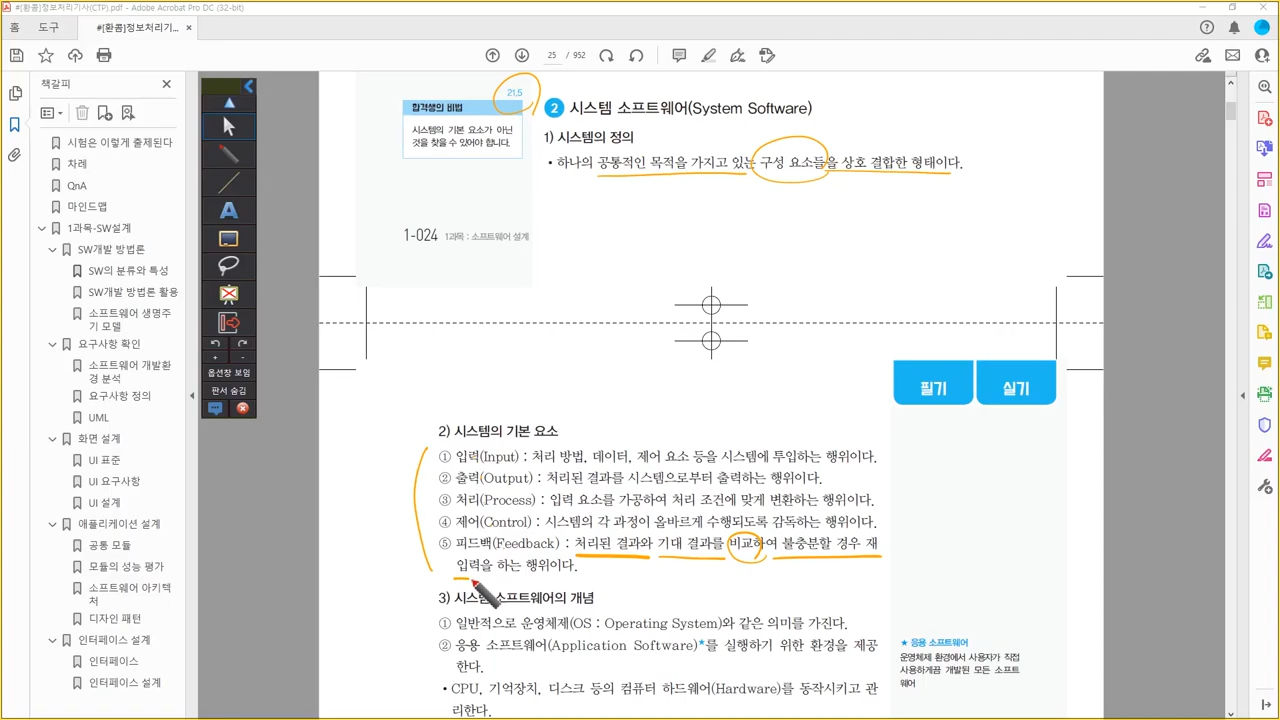 #[환콤]정보처리기사(CTP).pdf - Adobe Acrobat Pro DC (32-bit)
홈
도구
#[환콤]정보처리기...
25 / 952
책갈피
시험은 이렇게 출제된다
차례
QnA
마인드맵
1과목-SW설계
SW개발 방법론
SW의 분류와 특성
SW개발 방법론 활용
소프트웨어 생명주
기 모델
요구사항 확인
소프트웨어 개발환
경 분석
요구사항 정의
UML
화면 설계
UI 표준
UI 요구사항
UI 설계
애플리케이션 설계
공통 모듈
모듈의 성능 평가
소프트웨어 아키텍
처
디자인 패턴
인터페이스 설계
인터페이스
인터페이스 설계
옵션창 보임
판서 숨김
21.5
합격생의 비법
시스템의 기본 요소가 아닌
것을 찾을 수 있어야 합니다.
2 시스템 소프트웨어(System Software)
1) 시스템의 정의
• 하나의 공통적인 목적을 가지고 있는 구성 요소들을 상호 결합한 형태이다.
1-024 1과목 : 소프트웨어 설계
필기
실기
2) 시스템의 기본 요소
① 입력(Input) : 처리 방법, 데이터, 제어 요소 등을 시스템에 투입하는 행위이다.
② 출력(Output) : 처리된 결과를 시스템으로부터 출력하는 행위이다.
③ 처리(Process) : 입력 요소를 가공하여 처리 조건에 맞게 변환하는 행위이다.
④ 제어(Control) : 시스템의 각 과정이 올바르게 수행되도록 감독하는 행위이다.
⑤ 피드백(Feedback) : 처리된 결과와 기대 결과를 비교하여 불충분할 경우 재
입력을 하는 행위이다.
3) 시스템 소프트웨어의 개념
① 일반적으로 운영체제(OS : Operating System)와 같은 의미를 가진다.
② 응용 소프트웨어(Application Software)★를 실행하기 위한 환경을 제공
한다.
• CPU, 기억장치, 디스크 등의 컴퓨터 하드웨어(Hardware)를 동작시키고 관
리한다.
★ 응용 소프트웨어
운영체제 환경에서 사용자가 직접
사용하게끔 개발된 모든 소프트
웨어